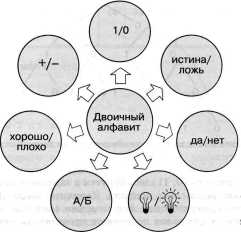 1/0
+/−
истина/
ложь
Двоичный
алфавит
хорошо/
плохо
да/нет
А/Б
/